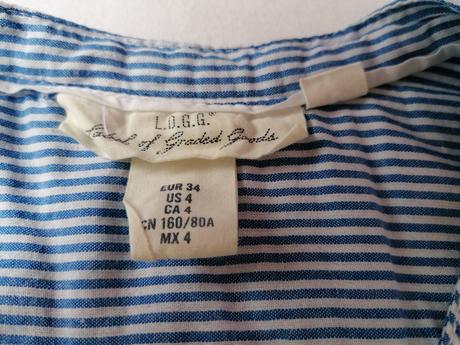 L.O.G.G.®
Label of Graded Goods
EUR 34
US 4
CA 4
CN 160/80A
MX 4